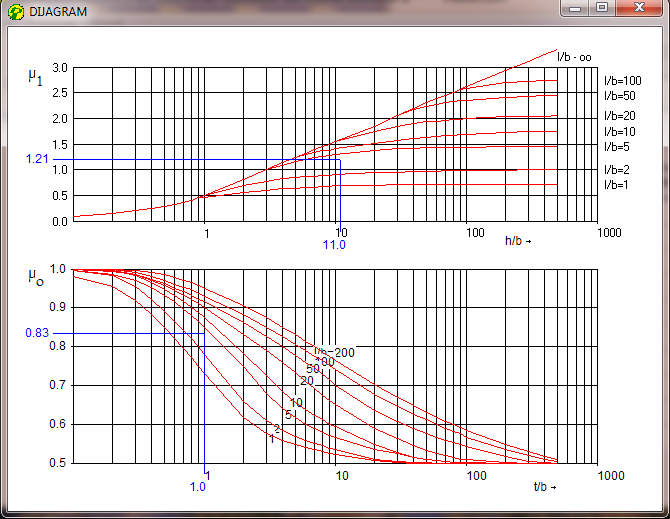 DIJAGRAM
μ1
3.0
2.5
2.0
1.5
1.21
1.0
0.5
0.0
l/b - oo
l/b=100
l/b=50
l/b=20
l/b=10
l/b=5
l/b=2
l/b=1
1
10
100
1000
11.0
h/b →
μo
1.0
0.9
0.83
0.8
0.7
0.6
0.5
l/b=200
100
50
20
10
5
2
1
1
10
100
1000
1.0
t/b →